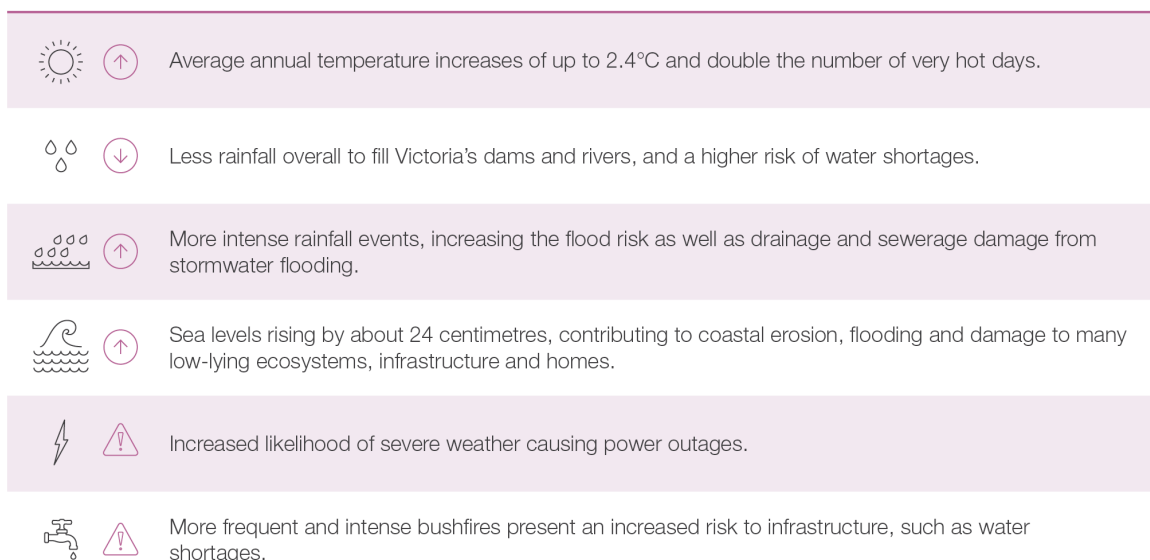 Average annual temperature increases of up to 2.4°C and double the number of very hot days.
Less rainfall overall to fill Victoria’s dams and rivers, and a higher risk of water shortages.
More intense rainfall events, increasing the flood risk as well as drainage and sewerage damage from
stormwater flooding.
Sea levels rising by about 24 centimetres, contributing to coastal erosion, flooding and damage to many
low-lying ecosystems, infrastructure and homes.
Increased likelihood of severe weather causing power outages.
More frequent and intense bushfires present an increased risk to infrastructure, such as water
shortages.